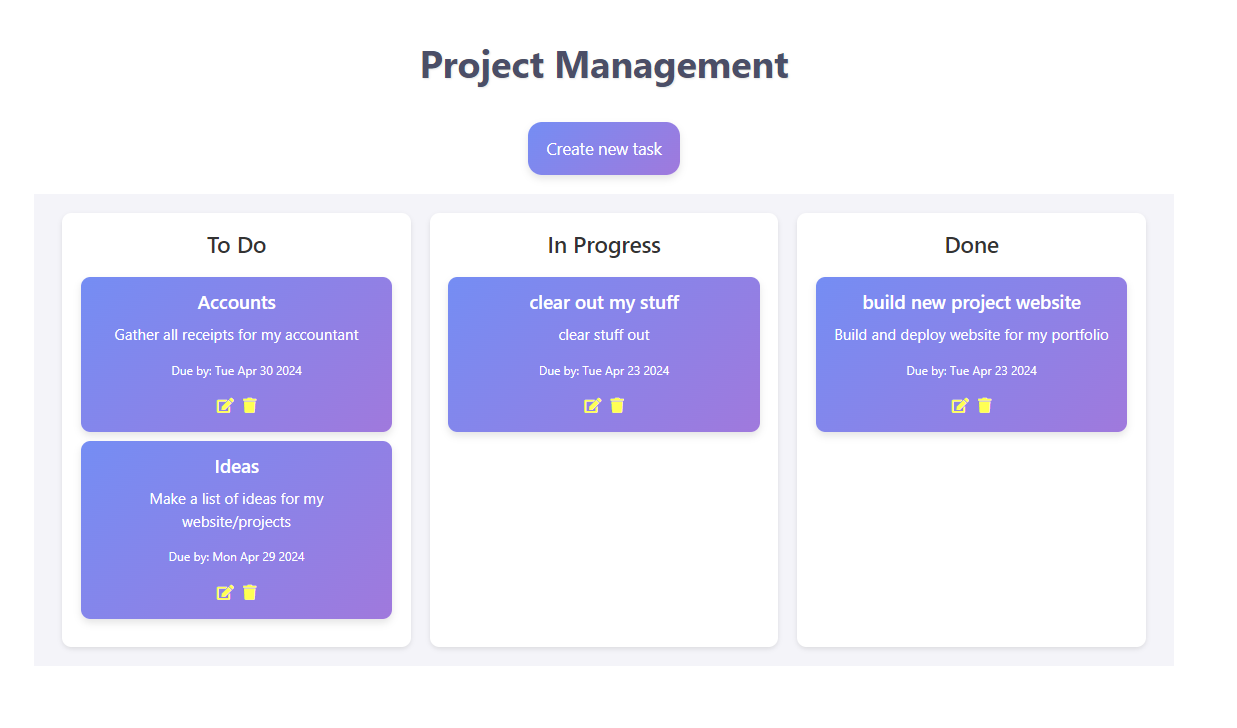 Project Management
Create new task
To Do
Accounts
Gather all receipts for my accountant
Due by: Tue Apr 30 2024
Ideas
Make a list of ideas for my
website/projects
Due by: Mon Apr 29 2024
In Progress
clear out my stuff
clear stuff out
Due by: Tue Apr 23 2024
Done
build new project website
Build and deploy website for my portfolio
Due by: Tue Apr 23 2024